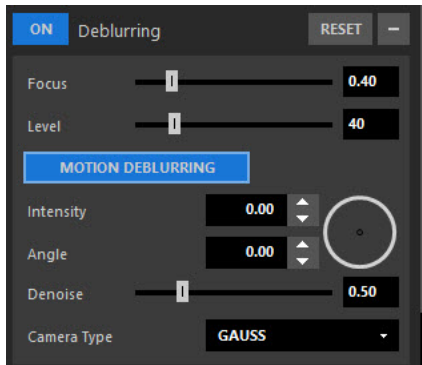 ON Deblurring RESET –
Focus 0.40
Level 40
MOTION DEBLURRING
Intensity 0.00
Angle 0.00
Denoise 0.50
Camera Type GAUSS